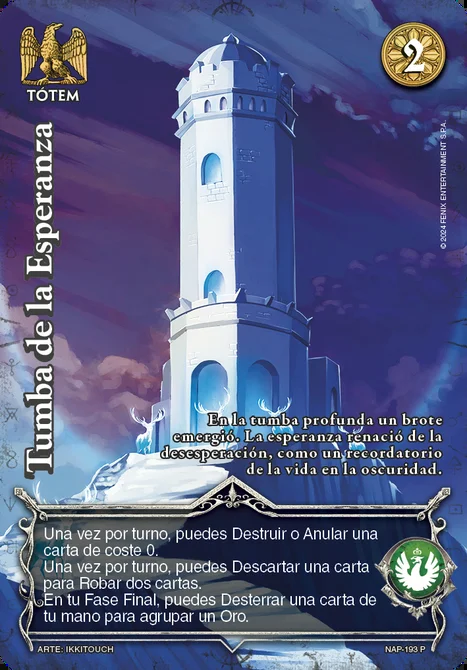 TÓTEM
2
Tumba de la Esperanza
© 2024 FENIX ENTERTAINMENT S.P.A.
En la tumba profunda un brote
emergió. La esperanza renació de la
desesperación, como un recordatorio
de la vida en la oscuridad.
Una vez por turno, puedes Destruir o Anular una
carta de coste 0.
Una vez por turno, puedes Descartar una carta
para Robar dos cartas.
En tu Fase Final, puedes Desterrar una carta de
tu mano para agrupar un Oro.
ARTE: IKKITOUCH
NAP-193 P